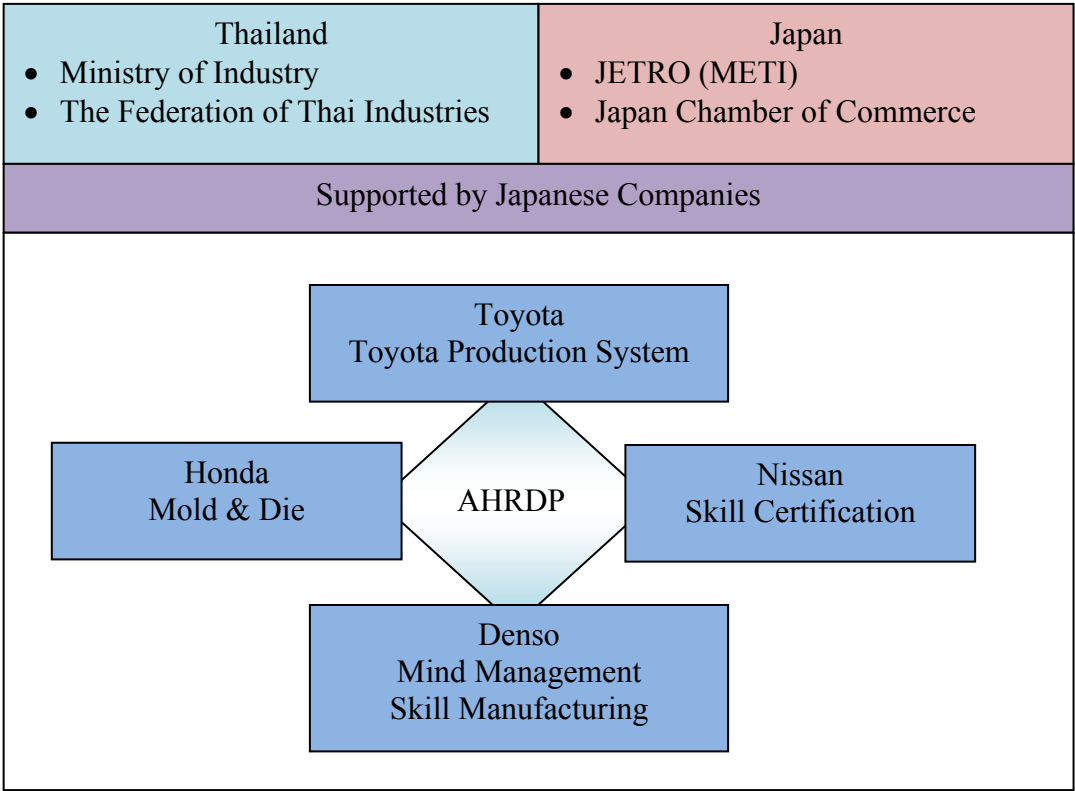 Thailand
• Ministry of Industry
• The Federation of Thai Industries
Japan
• JETRO (METI)
• Japan Chamber of Commerce
Supported by Japanese Companies
Toyota
Toyota Production System
Honda
Mold & Die
AHRDP
Nissan
Skill Certification
Denso
Mind Management
Skill Manufacturing